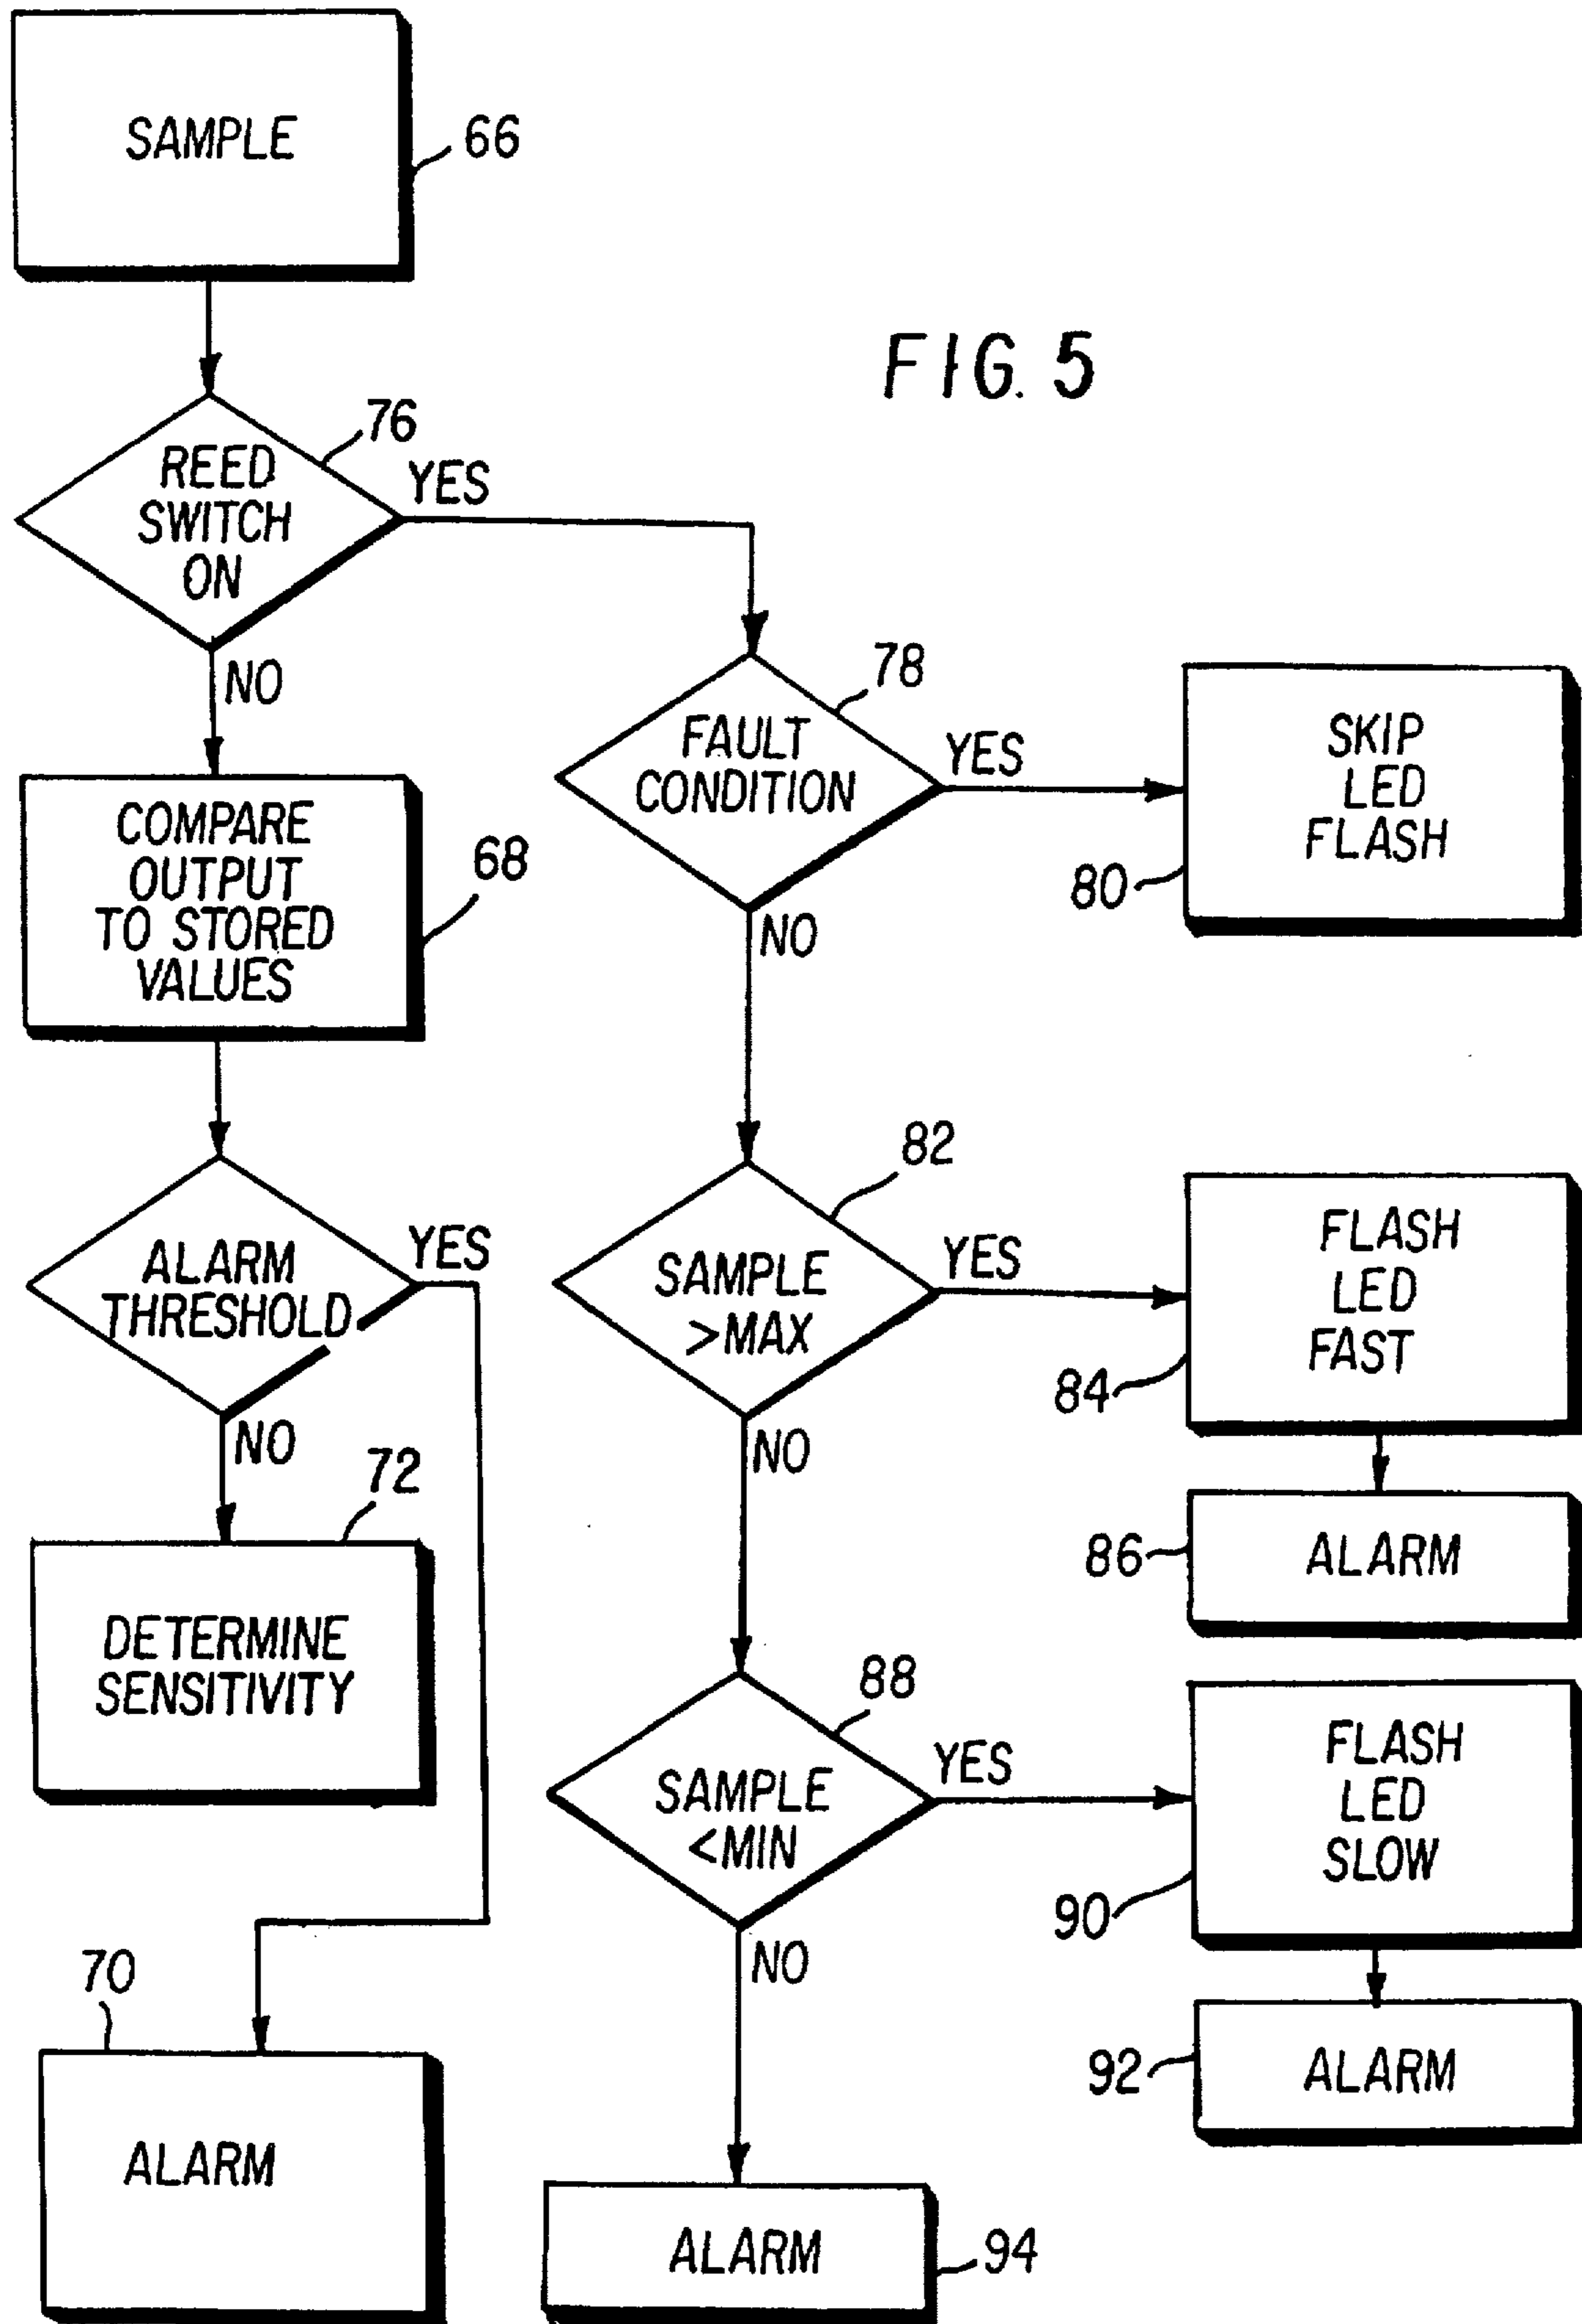 SAMPLE
66
FIG. 5
76
REED
SWITCH
ON
YES
NO
78
FAULT
CONDITION
YES
SKIP
LED
FLASH
80
NO
COMPARE
OUTPUT
TO STORED
VALUES
68
82
ALARM
THRESHOLD
YES
NO
SAMPLE
>MAX
YES
FLASH
LED
FAST
84
NO
86
ALARM
72
DETERMINE
SENSITIVITY
88
SAMPLE
<MIN
YES
FLASH
LED
SLOW
90
NO
92
ALARM
70
ALARM
ALARM
94